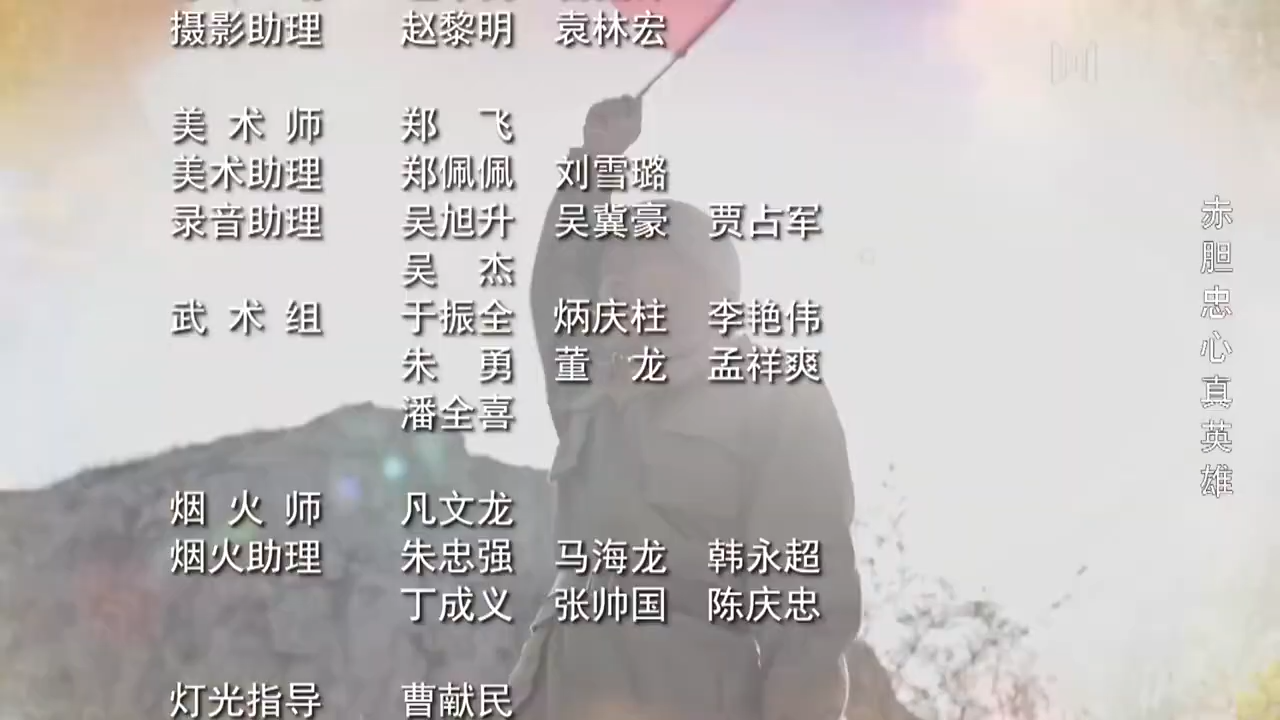 摄影助理 赵黎明 袁林宏
美术师 郑飞
美术助理 郑佩佩 刘雪璐
录音助理 吴旭升 吴冀豪 贾占军
吴杰
武术组 于振全 炳庆柱 李艳伟
朱勇 董龙 孟祥爽
潘全喜
烟火师 凡文龙
烟火助理 朱忠强 马海龙 韩永超
丁成义 张帅国 陈庆忠
灯光指导 曹献民
赤胆忠心真英雄